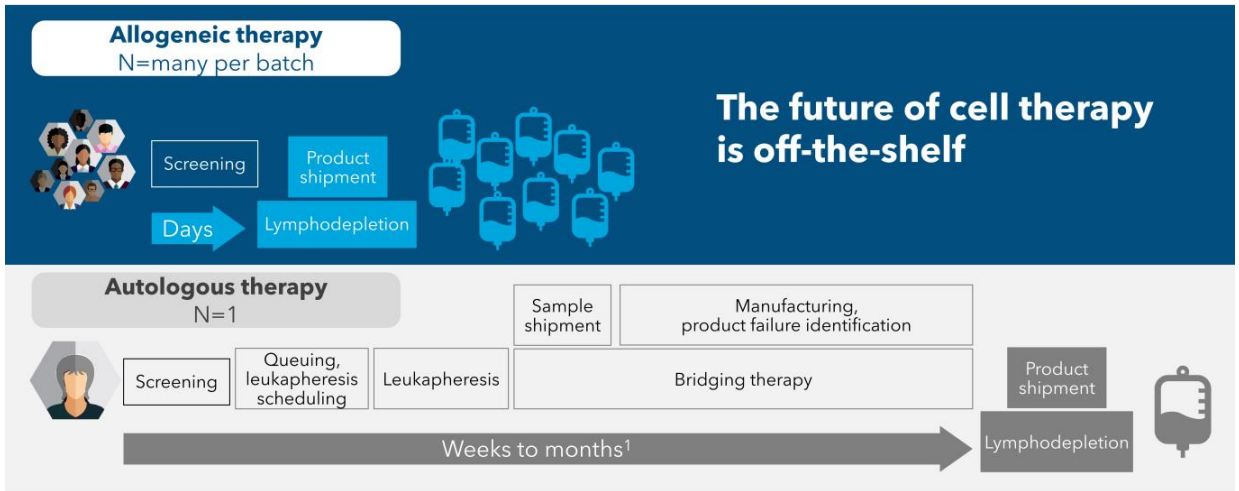 Allogeneic therapy
N=many per batch
The future of cell therapy
is off-the-shelf
Screening
Product
shipment
Days
Lymphodepletion
Autologous therapy
N=1
Sample
shipment
Manufacturing,
product failure identification
Screening
Queuing,
leukapheresis
scheduling
Leukapheresis
Bridging therapy
Product
shipment
Weeks to months¹
Lymphodepletion